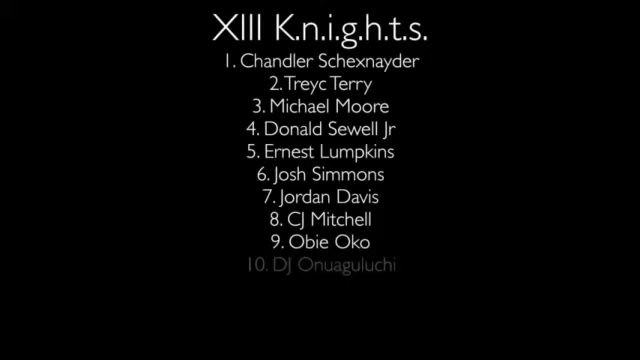 XIII K.n.i.g.h.t.s.
1. Chandler Schexnayder
2. Treyc Terry
3. Michael Moore
4. Donald Sewell Jr
5. Ernest Lumpkins
6. Josh Simmons
7. Jordan Davis
8. CJ Mitchell
9. Obie Oko
10. DJ Onuaguluchi